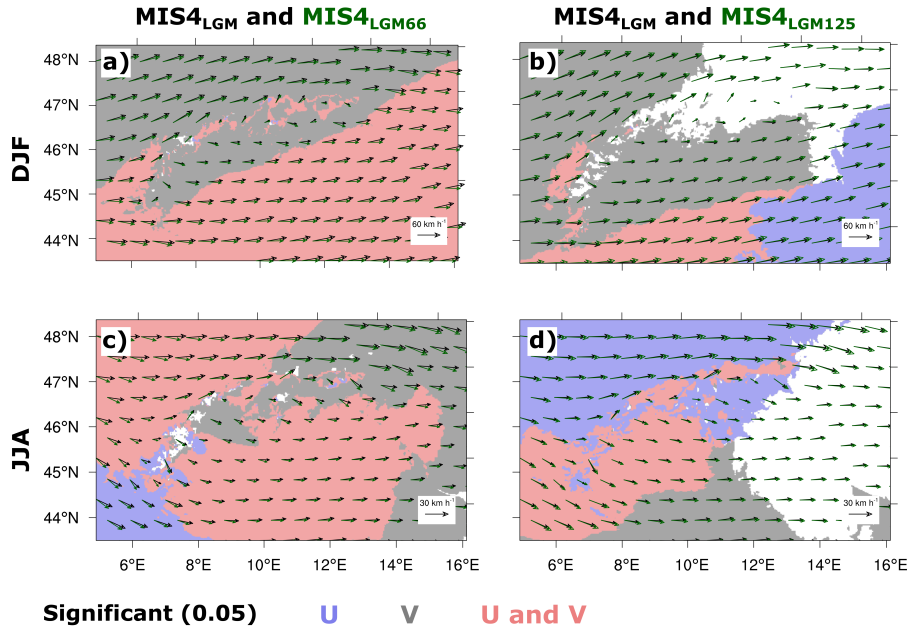 MIS4LGM and MIS4LGM66
MIS4LGM and MIS4LGM125
DJF
a)
48°N
47°N
46°N
45°N
44°N
60 km h-1
b)
60 km h-1
JJA
c)
48°N
47°N
46°N
45°N
44°N
30 km h-1
6°E 8°E 10°E 12°E 14°E 16°E
d)
30 km h-1
6°E 8°E 10°E 12°E 14°E 16°E
Significant (0.05) U V U and V